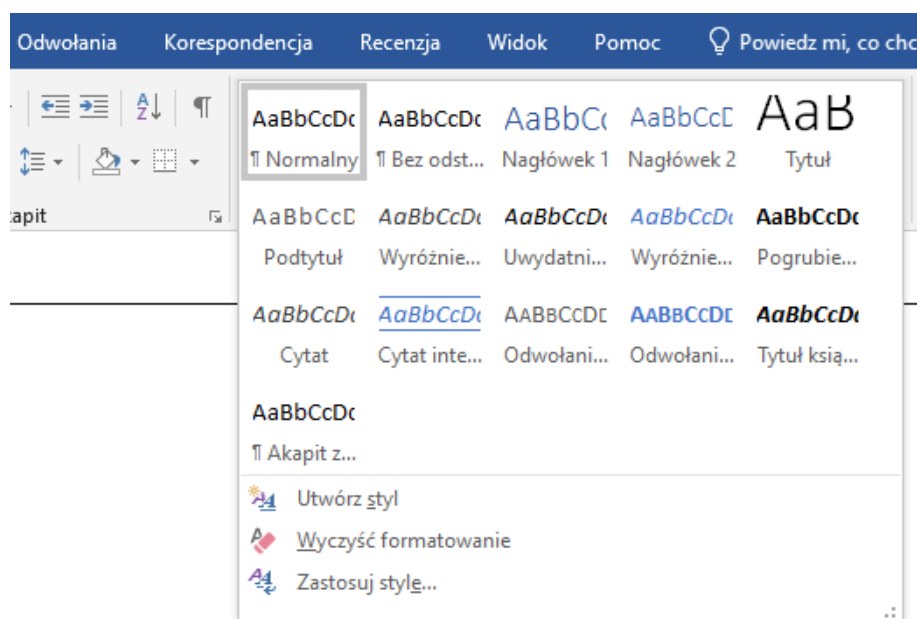 Odwołania Korespondencja Recenzja Widok Pomoc Powiedz mi, co chc
AaBbCcDc AaBbCcDc AaBbCc AaBbCcC AaB
¶ Normalny ¶ Bez odst... Nagłówek 1 Nagłówek 2 Tytuł
apit
AaBbCcD AaBbCcDc AaBbCcDc AaBbCcDc AaBbCcDc
Podtytuł Wyróżnie... Uwydatni... Wyróżnie... Pogrubie...
AaBbCcDc AaBbCcDc AABBCCDE AABBCCDE AaBbCcDc
Cytat Cytat inte... Odwołani... Odwołani... Tytuł ksią...
AaBbCcDc
¶ Akapit z...
Utwórz styl
Wyczyść formatowanie
Zastosuj style...